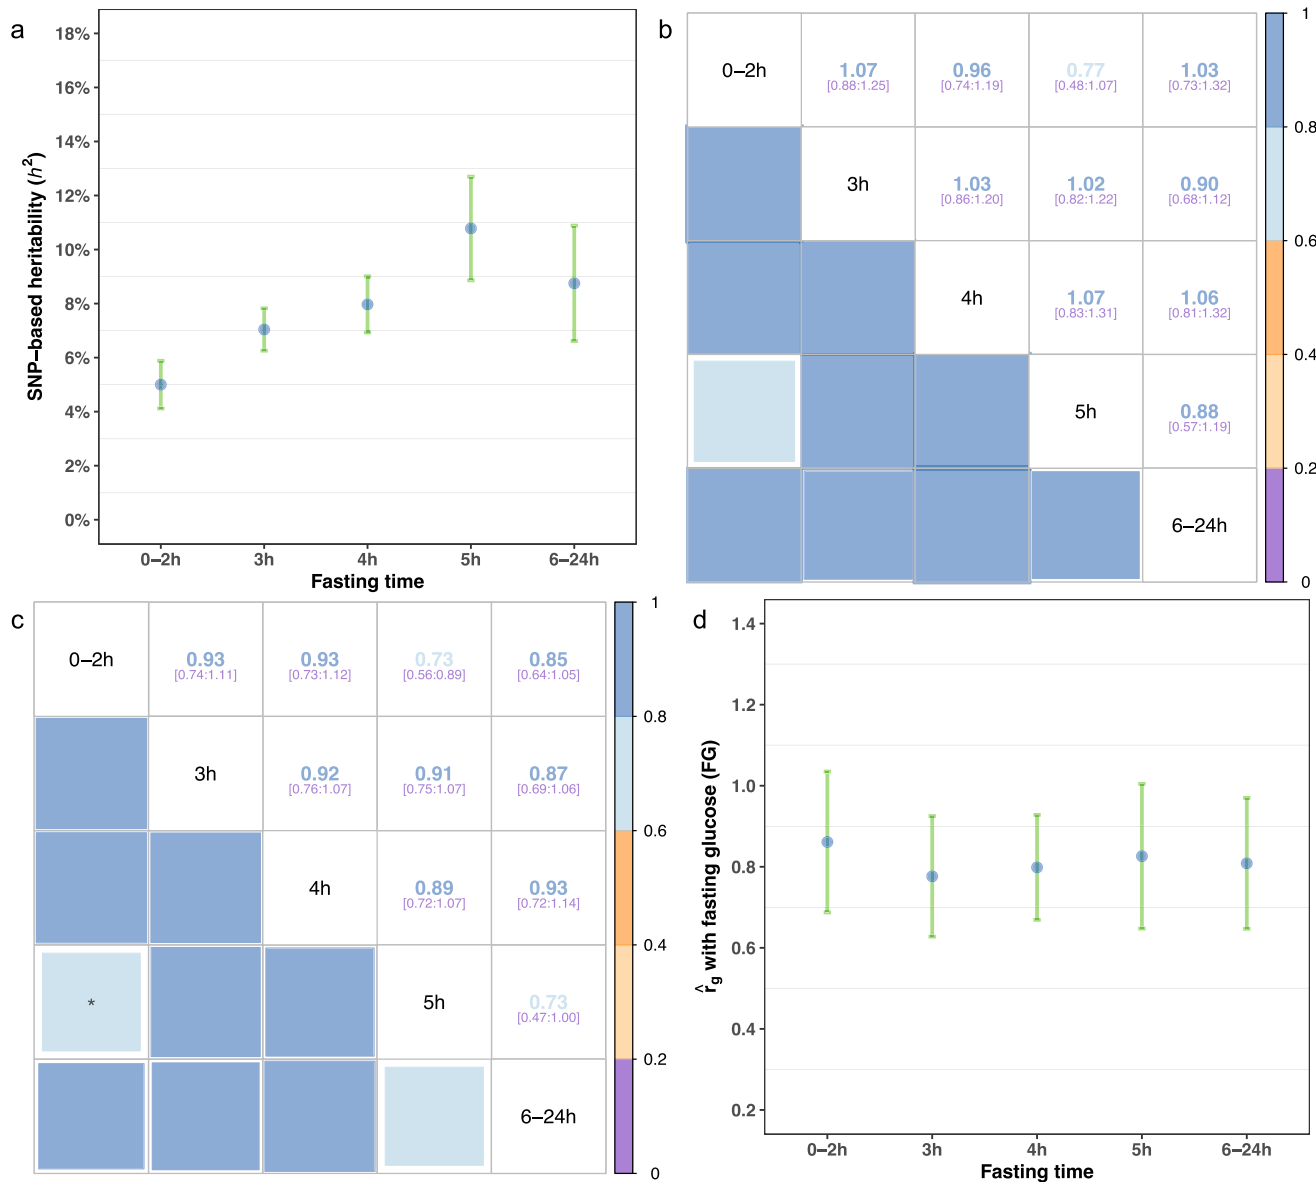 a
18%
16%
14%
12%
10%
8%
6%
4%
2%
0%
SNP−based heritability (h²)
0−2h 3h 4h 5h 6−24h
Fasting time
b
0−2h 1.07 0.96 0.77 1.03
[0.88:1.25] [0.74:1.19] [0.48:1.07] [0.73:1.32]
3h 1.03 1.02 0.90
[0.86:1.20] [0.82:1.22] [0.68:1.12]
4h 1.07 1.06
[0.83:1.31] [0.81:1.32]
5h 0.88
[0.57:1.19]
6−24h
1
0.8
0.6
0.4
0.2
0
c
0−2h 0.93 0.93 0.73 0.85
[0.74:1.11] [0.73:1.12] [0.56:0.89] [0.64:1.05]
3h 0.92 0.91 0.87
[0.76:1.07] [0.75:1.07] [0.69:1.06]
4h 0.89 0.93
[0.72:1.07] [0.72:1.14]
* 5h 0.73
[0.47:1.00]
6−24h
1
0.8
0.6
0.4
0.2
0
d
1.4
1.2
1.0
0.8
0.6
0.4
0.2
r̂g with fasting glucose (FG)
0−2h 3h 4h 5h 6−24h
Fasting time